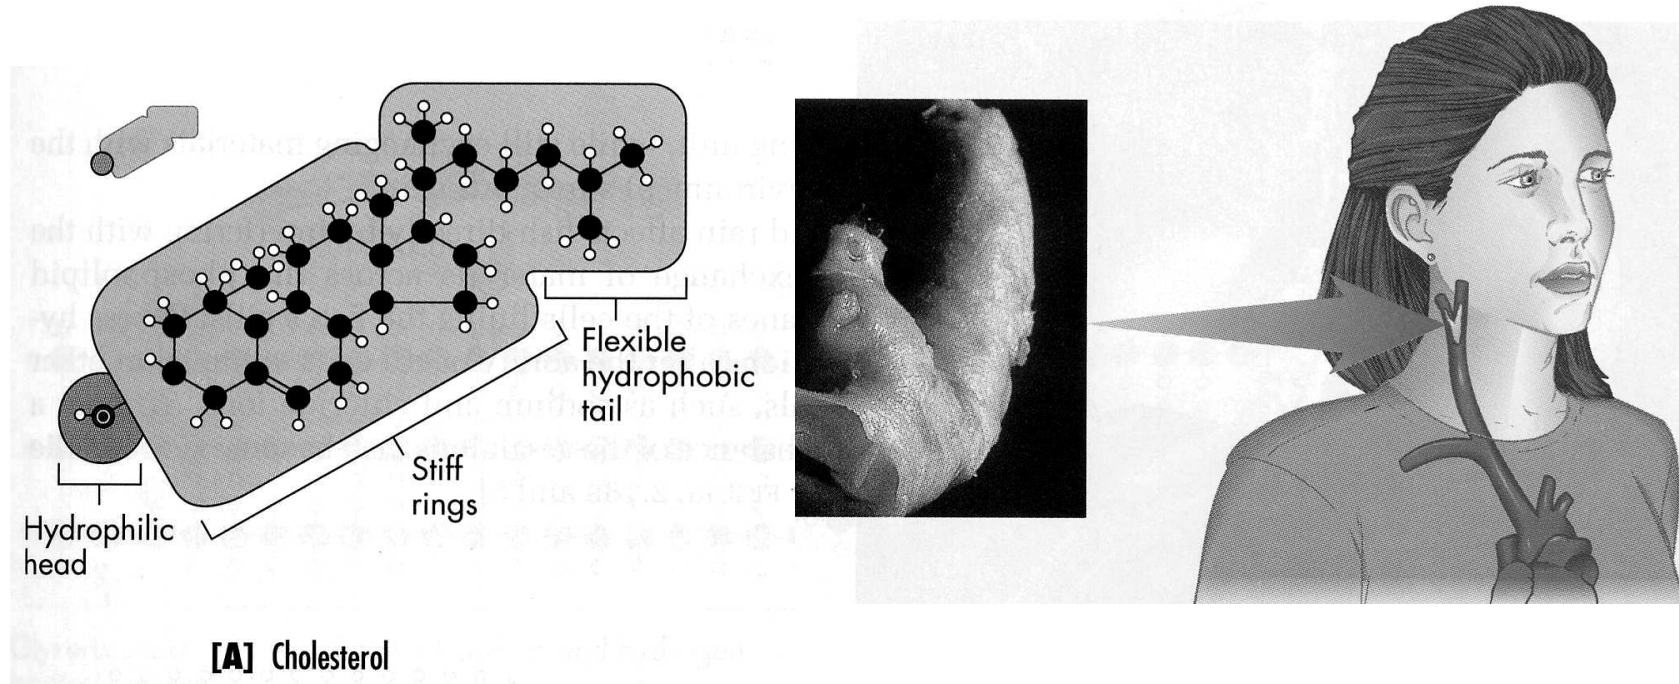 Flexible
hydrophobic
tail
Stiff
rings
Hydrophilic
head
[A] Cholesterol